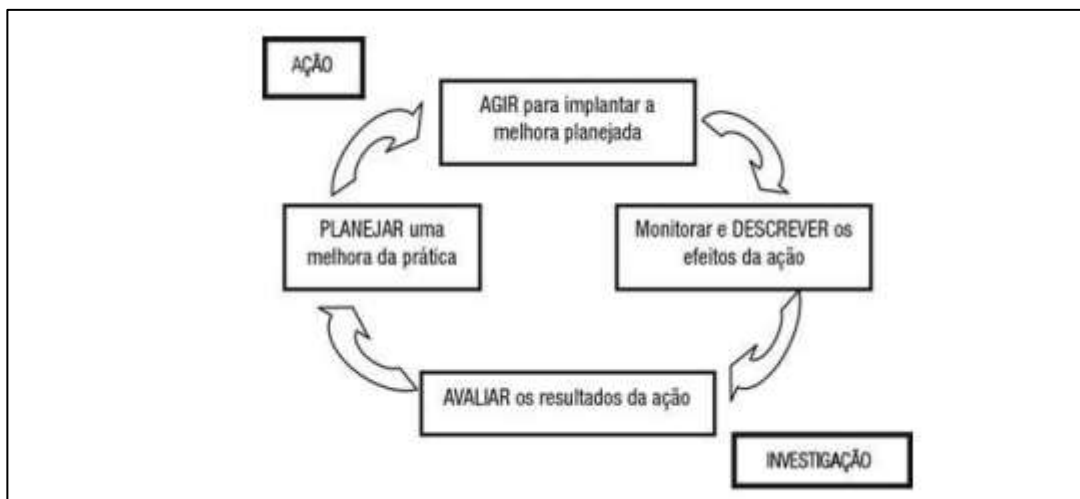 AÇÃO
AGIR para implantar a
melhora planejada
PLANEJAR uma
melhora da prática
Monitorar e DESCREVER os
efeitos da ação
AVALIAR os resultados da ação
INVESTIGAÇÃO